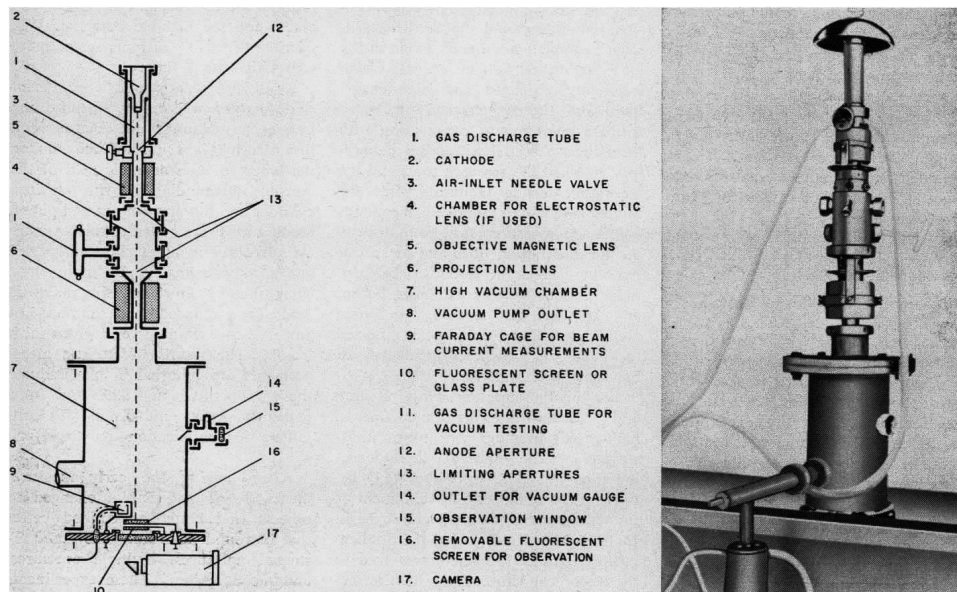 2
12
1
3
5
4
13
1
6
7
14
15
8
16
9
17
10
1. GAS DISCHARGE TUBE
2. CATHODE
3. AIR-INLET NEEDLE VALVE
4. CHAMBER FOR ELECTROSTATIC
LENS (IF USED)
5. OBJECTIVE MAGNETIC LENS
6. PROJECTION LENS
7. HIGH VACUUM CHAMBER
8. VACUUM PUMP OUTLET
9. FARADAY CAGE FOR BEAM
CURRENT MEASUREMENTS
10. FLUORESCENT SCREEN OR
GLASS PLATE
11. GAS DISCHARGE TUBE FOR
VACUUM TESTING
12. ANODE APERTURE
13. LIMITING APERTURES
14. OUTLET FOR VACUUM GAUGE
15. OBSERVATION WINDOW
16. REMOVABLE FLUORESCENT
SCREEN FOR OBSERVATION
17. CAMERA